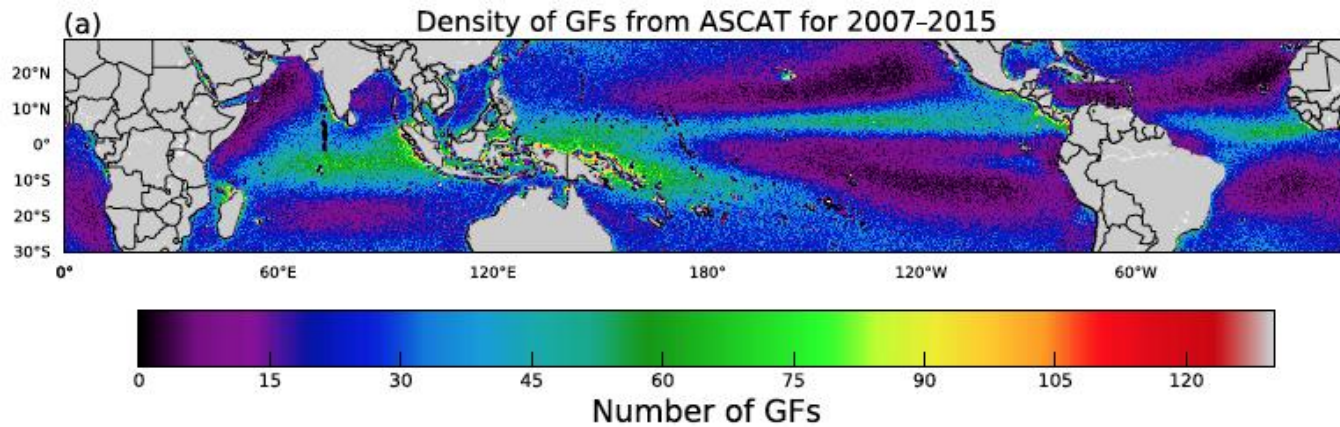 (a)
Density of GFs from ASCAT for 2007–2015
20°N
10°N
0°
10°S
20°S
30°S
0° 60°E 120°E 180° 120°W 60°W
0 15 30 45 60 75 90 105 120
Number of GFs